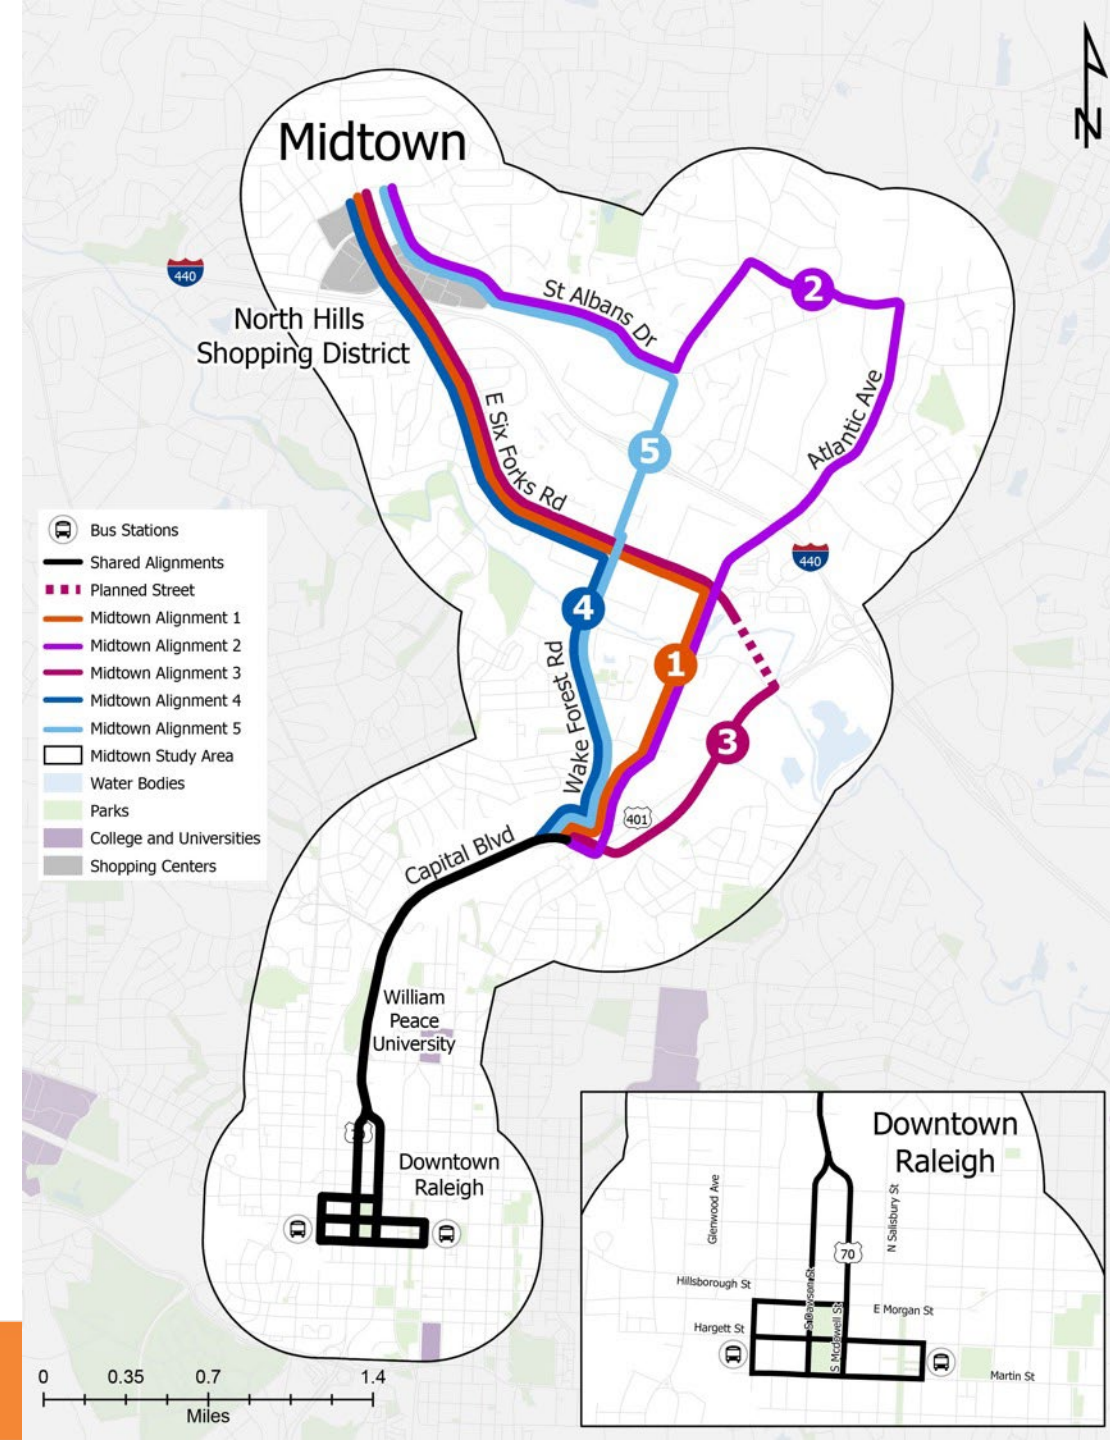 N
Midtown
440
2
St Albans Dr
North Hills
Shopping District
Atlantic Ave
E Six Forks Rd
5
440
4
1
Wake Forest Rd
3
401
Capital Blvd
Bus Stations
Shared Alignments
Planned Street
Midtown Alignment 1
Midtown Alignment 2
Midtown Alignment 3
Midtown Alignment 4
Midtown Alignment 5
Midtown Study Area
Water Bodies
Parks
College and Universities
Shopping Centers
William
Peace
University
Downtown
Raleigh
0 0.35 0.7 1.4
Miles
Downtown
Raleigh
Glenwood Ave
N Salisbury St
70
Hillsborough St
S Dawson St
E Morgan St
Hargett St
S Mcdowell St
Martin St